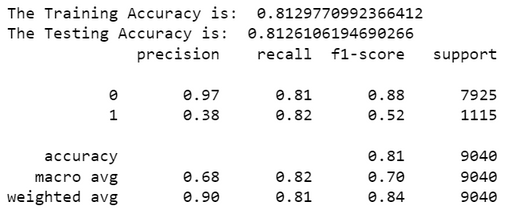 The Training Accuracy is:  0.8129770992366412
The Testing Accuracy is:  0.8126106194690266
              precision    recall  f1-score   support

           0       0.97      0.81      0.88      7925
           1       0.38      0.82      0.52      1115

    accuracy                           0.81      9040
   macro avg       0.68      0.82      0.70      9040
weighted avg       0.90      0.81      0.84      9040